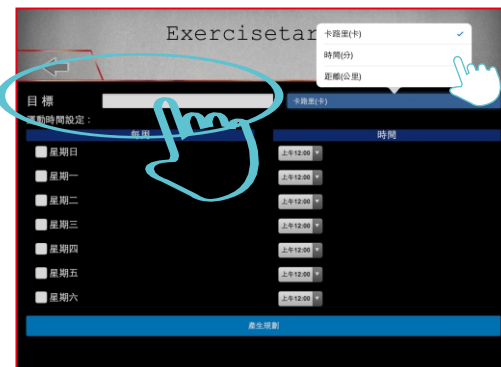 Exercisetar
卡路里(卡)
時間(分)
距離(公里)
目標
卡路里(卡)
運動時間設定：
每周 時間
星期日 上午12:00
星期一 上午12:00
星期二 上午12:00
星期三 上午12:00
星期四 上午12:00
星期五 上午12:00
星期六 上午12:00
產生規劃